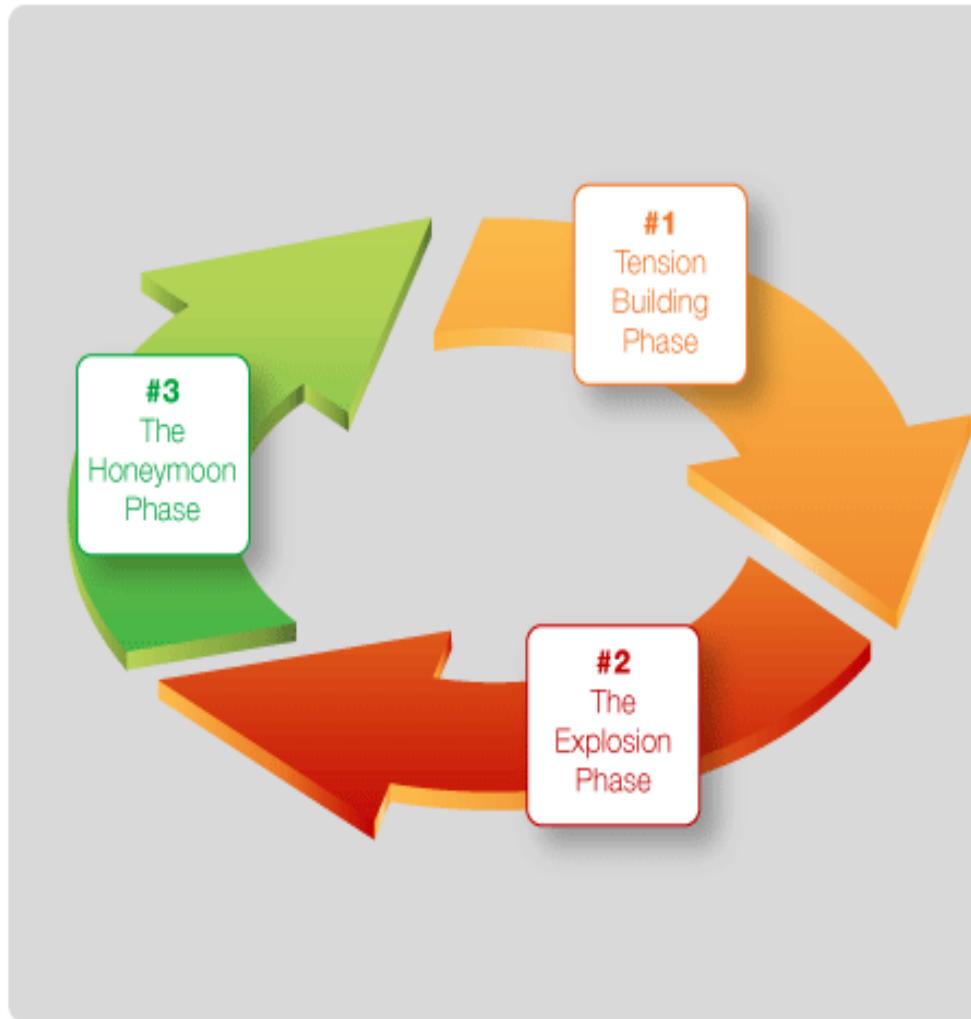 #1
Tension
Building
Phase
#2
The
Explosion
Phase
#3
The
Honeymoon
Phase